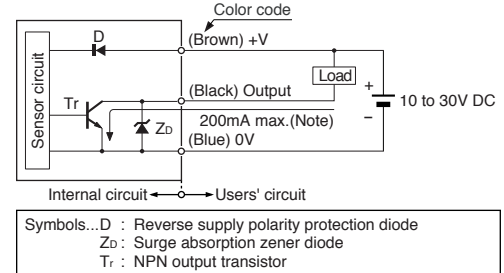 Color code
D
(Brown) +V
Sensor circuit
Load
+
(Black) Output
Tr
10 to 30V DC
ZD
200mA max.(Note)
−
(Blue) 0V
Internal circuit
Users' circuit
Symbols...D : Reverse supply polarity protection diode
ZD : Surge absorption zener diode
Tr : NPN output transistor